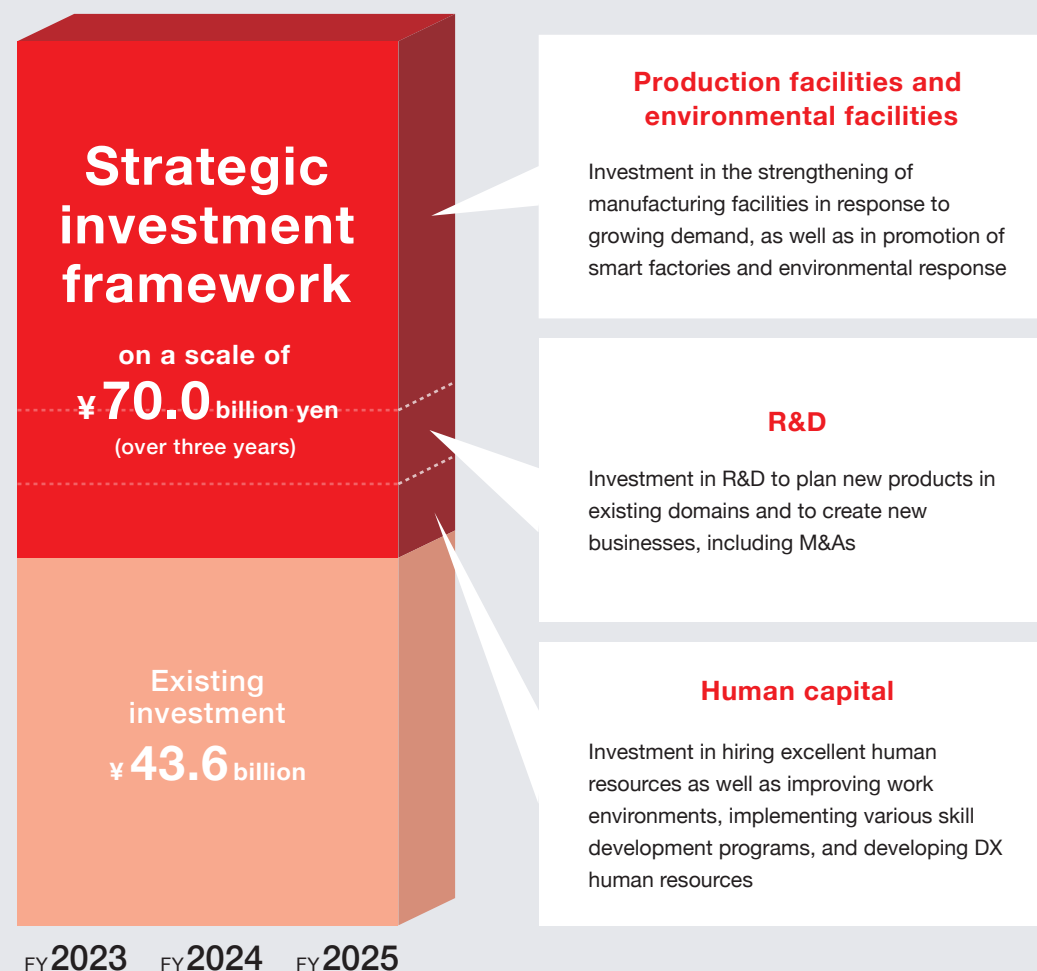 Strategic
investment
framework
on a scale of
¥70.0 billion yen
(over three years)
Existing
investment
¥43.6 billion
FY2023 FY2024 FY2025
Production facilities and
environmental facilities
Investment in the strengthening of
manufacturing facilities in response to
growing demand, as well as in promotion of
smart factories and environmental response
R&D
Investment in R&D to plan new products in
existing domains and to create new
businesses, including M&As
Human capital
Investment in hiring excellent human
resources as well as improving work
environments, implementing various skill
development programs, and developing DX
human resources